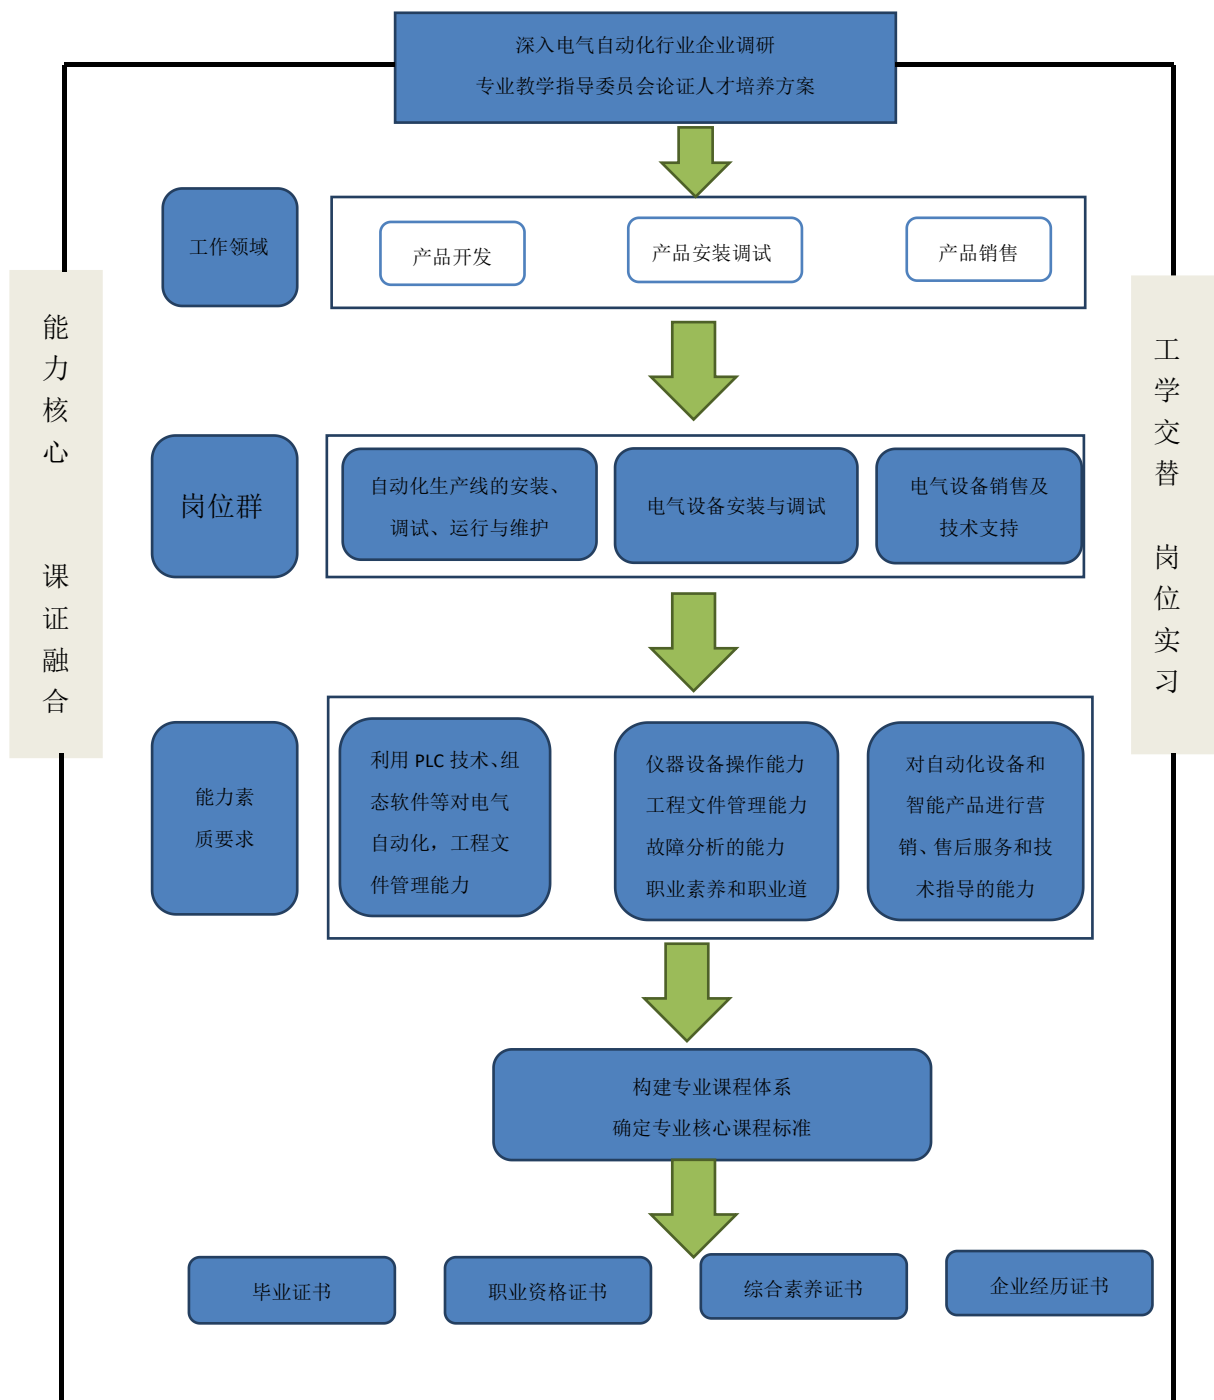 深入电气自动化行业企业调研
专业教学指导委员会论证人才培养方案
工作领域
产品开发
产品安装调试
产品销售
能力核心 课证融合
工学交替 岗位实习
岗位群
自动化生产线的安装、
调试、运行与维护
电气设备安装与调试
电气设备销售及
技术支持
能力素
质要求
利用 PLC 技术、组
态软件等对电气
自动化，工程文
件管理能力
仪器设备操作能力
工程文件管理能力
故障分析的能力
职业素养和职业道
对自动化设备和
智能产品进行营
销、售后服务和技
术指导的能力
构建专业课程体系
确定专业核心课程标准
毕业证书
职业资格证书
综合素养证书
企业经历证书